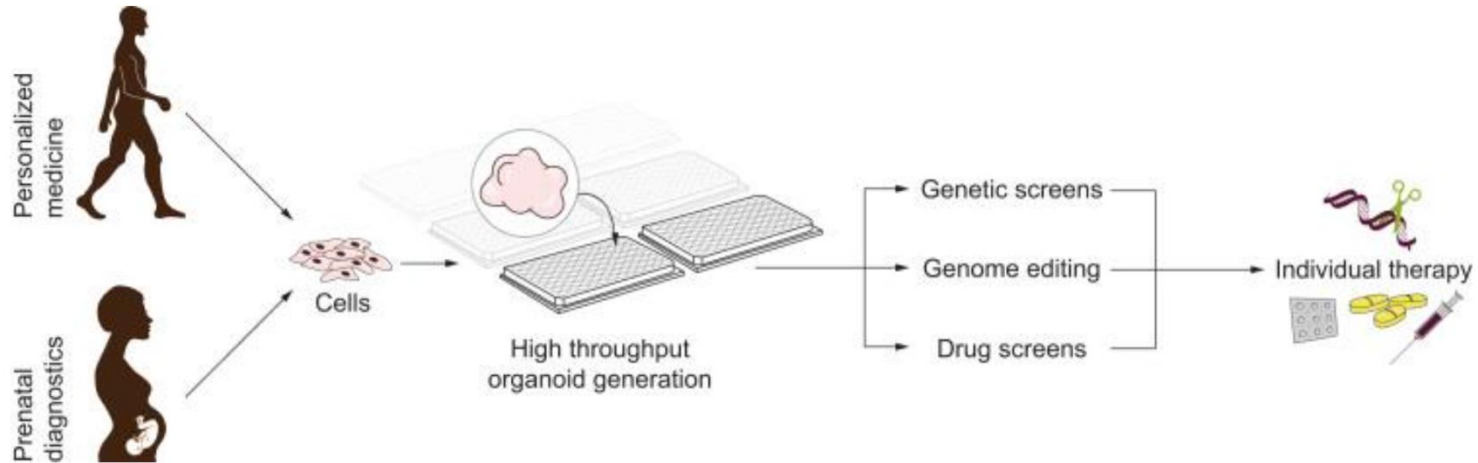 Personalized
medicine
Prenatal
diagnostics
Cells
High throughput
organoid generation
Genetic screens
Genome editing
Drug screens
Individual therapy